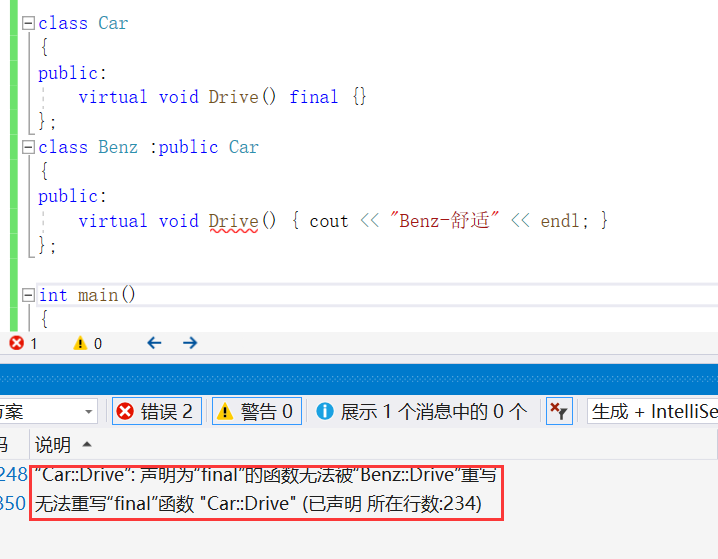 class Car
{
public:
virtual void Drive() final {}
};
class Benz :public Car
{
public:
virtual void Drive() { cout << "Benz-舒适" << endl; }
};
int main()
{
1 0
方案 错误 2 警告 0 展示 1 个消息中的 0 个 生成 + IntelliSe
码 说明
248 "Car::Drive": 声明为"final"的函数无法被"Benz::Drive"重写
350 无法重写"final"函数 "Car::Drive" (已声明 所在行数:234)